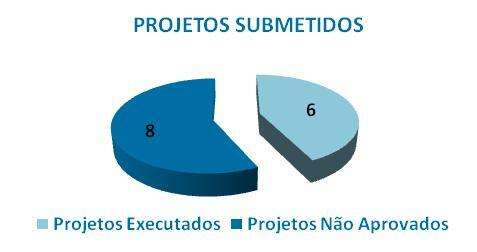 PROJETOS SUBMETIDOS
8
6
Projetos Executados Projetos Não Aprovados